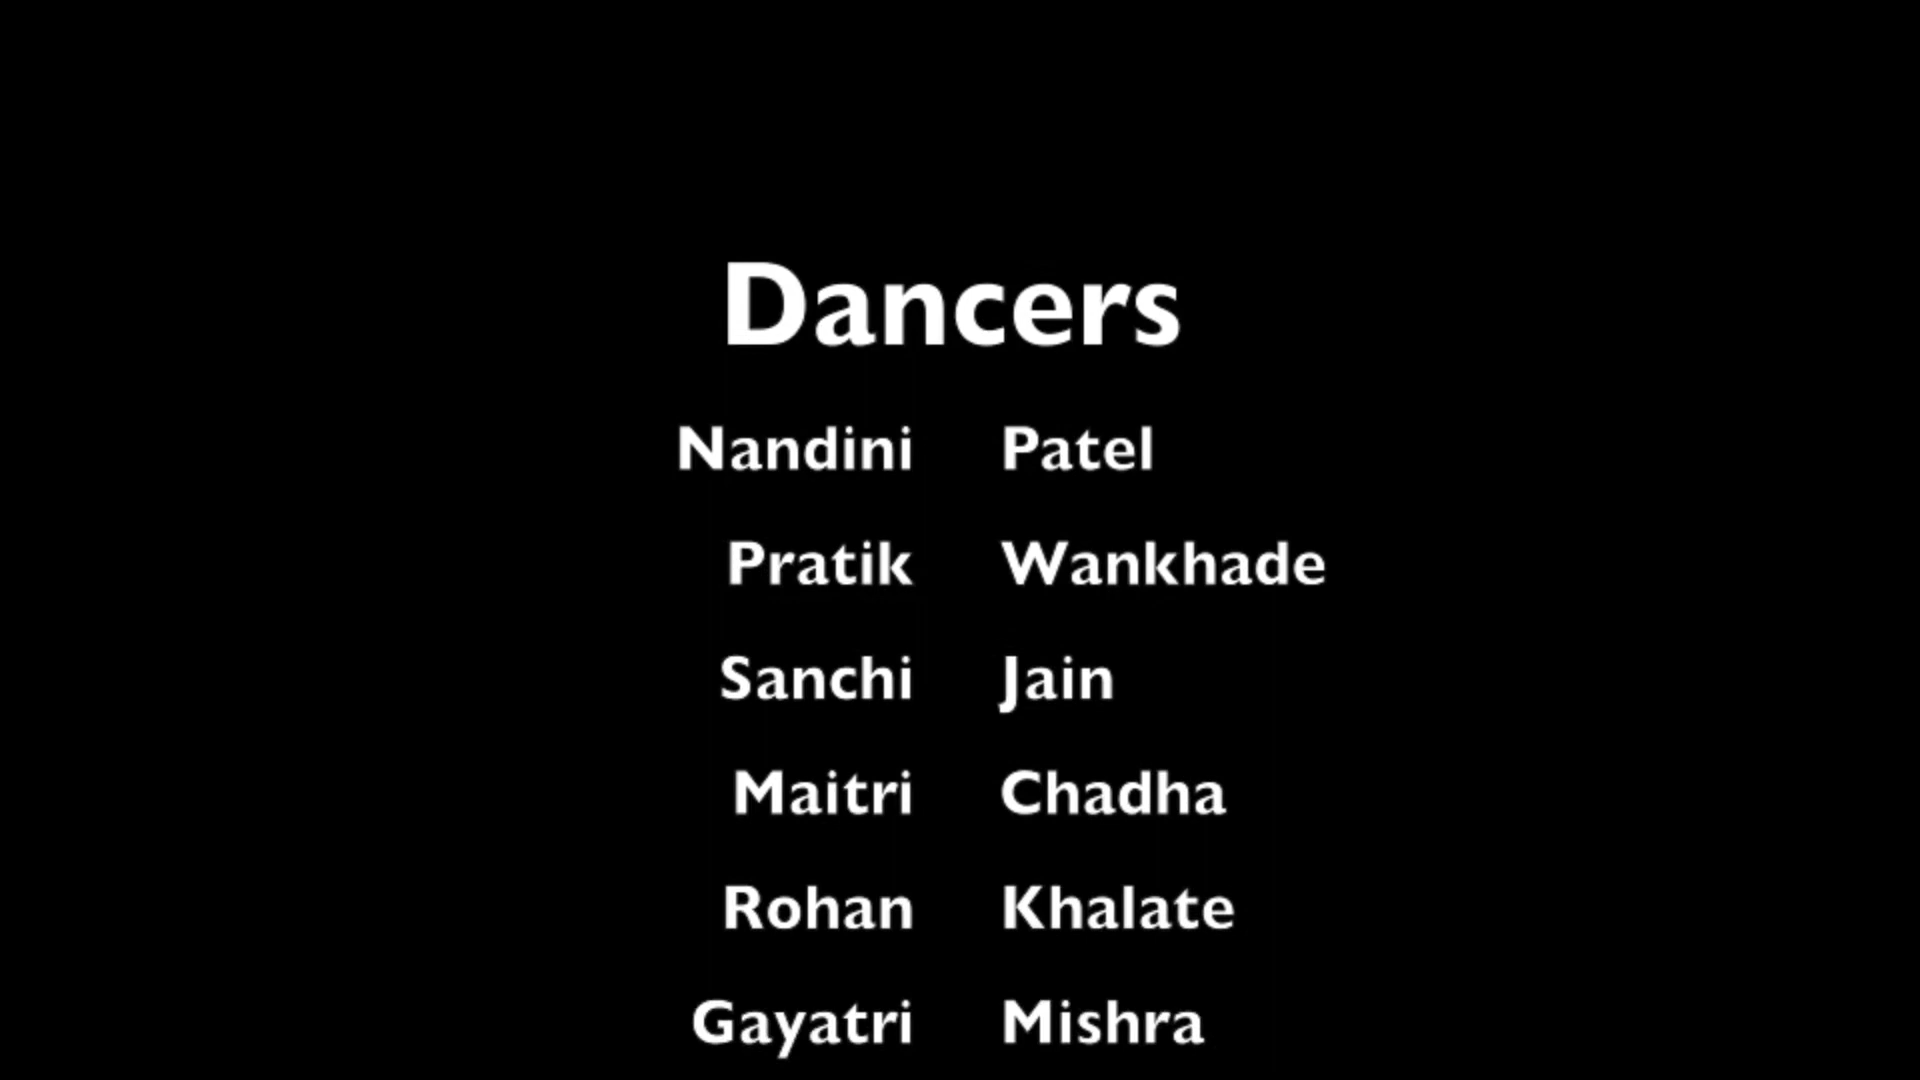 Dancers
Nandini Patel
Pratik Wankhade
Sanchi Jain
Maitri Chadha
Rohan Khalate
Gayatri Mishra